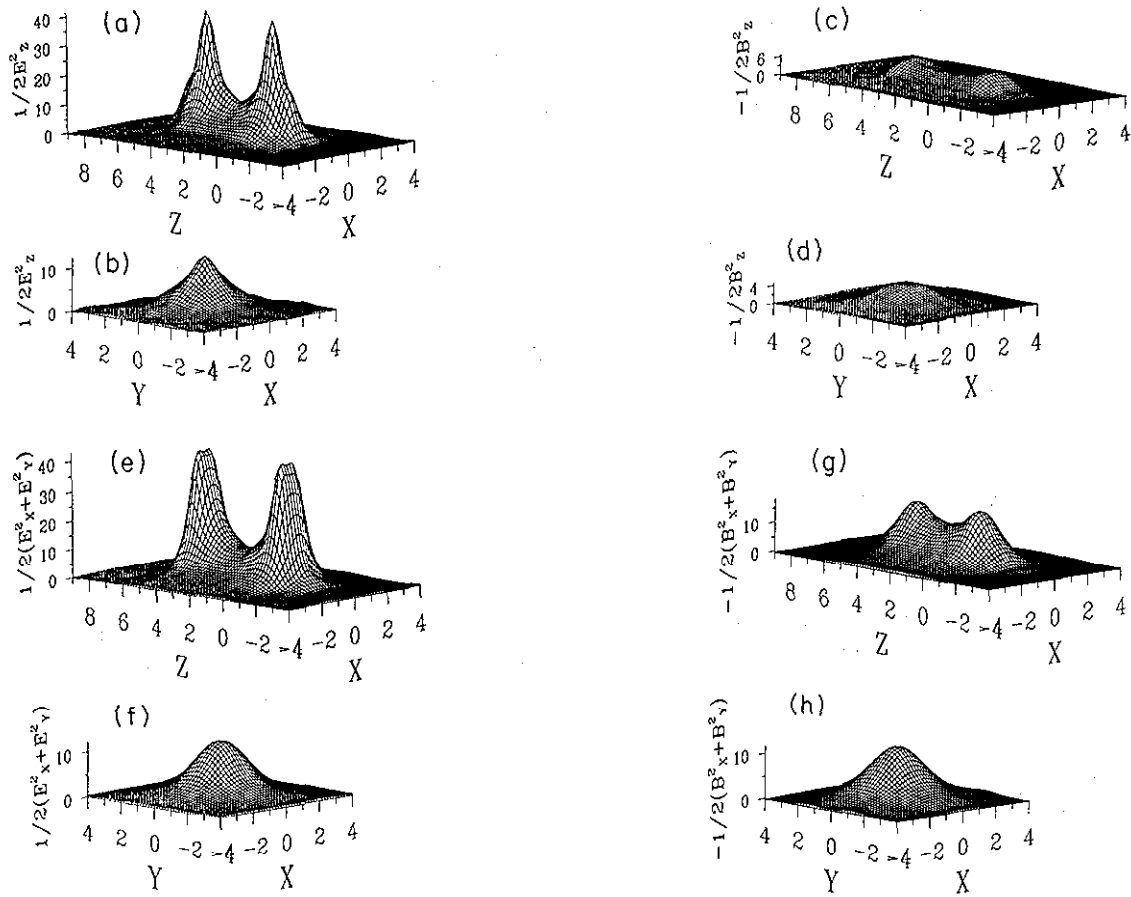 (a)
1/2E²z
40
30
20
10
0
8 6 4 2 0 -2 -4 -2 0 2 4
Z X
(b)
1/2E²z
10
0
4 2 0 -2 -4 -2 0 2 4
Y X
(e)
1/2(E²X+E²Y)
40
30
20
10
0
8 6 4 2 0 -2 -4 -2 0 2 4
Z X
(f)
1/2(E²X+E²Y)
10
0
4 2 0 -2 -4 -2 0 2 4
Y X
(c)
-1/2B²z
6
0
8 6 4 2 0 -2 -4 -2 0 2 4
Z X
(d)
-1/2B²z
4
0
4 2 0 -2 -4 -2 0 2 4
Y X
(g)
-1/2(B²X+B²Y)
10
0
8 6 4 2 0 -2 -4 -2 0 2 4
Z X
(h)
-1/2(B²X+B²Y)
10
0
4 2 0 -2 -4 -2 0 2 4
Y X